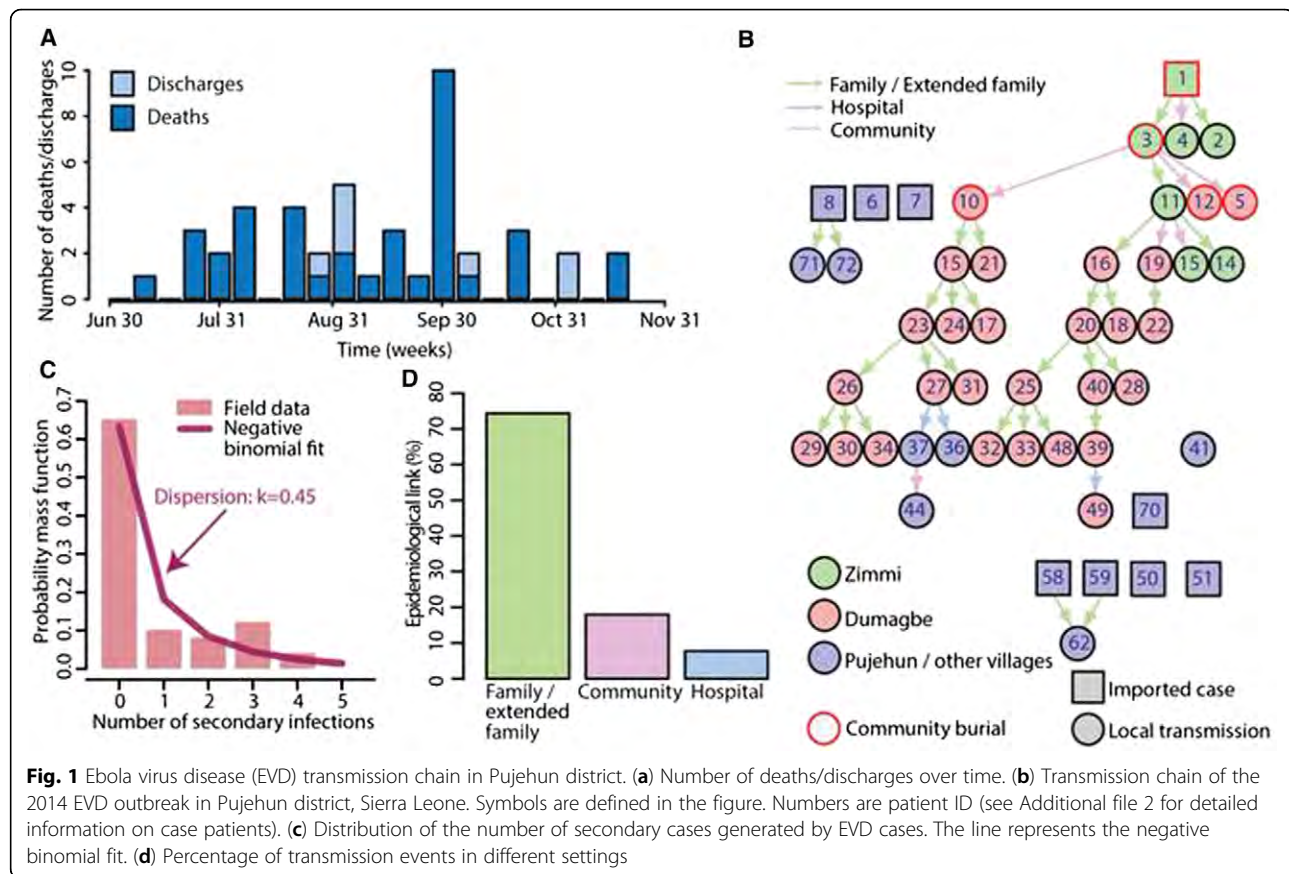 A
Number of deaths/discharges
10
8
6
4
2
0
Discharges
Deaths
Jun 30 Jul 31 Aug 31 Sep 30 Oct 31 Nov 31
Time (weeks)
B
Family / Extended family
Hospital
Community
1
3 4 2
8 6 7 10 11 12 5
71 72 15 21 16 19 15 14
23 24 17 20 18 22
26 27 31 25 40 28
29 30 34 37 36 32 33 48 39 41
44 49 70
58 59 50 51
62
Zimmi
Dumagbe
Pujehun / other villages
Community burial
Imported case
Local transmission
C
Probability mass function
0.7
0.6
0.5
0.4
0.3
0.2
0.1
0.0
Field data
Negative
binomial fit
Dispersion: k=0.45
0 1 2 3 4 5
Number of secondary infections
D
Epidemiological link (%)
80
70
60
50
40
30
20
10
0
Family /
extended
family
Community
Hospital
Fig. 1 Ebola virus disease (EVD) transmission chain in Pujehun district. (a) Number of deaths/discharges over time. (b) Transmission chain of the
2014 EVD outbreak in Pujehun district, Sierra Leone. Symbols are defined in the figure. Numbers are patient ID (see Additional file 2 for detailed
information on case patients). (c) Distribution of the number of secondary cases generated by EVD cases. The line represents the negative
binomial fit. (d) Percentage of transmission events in different settings